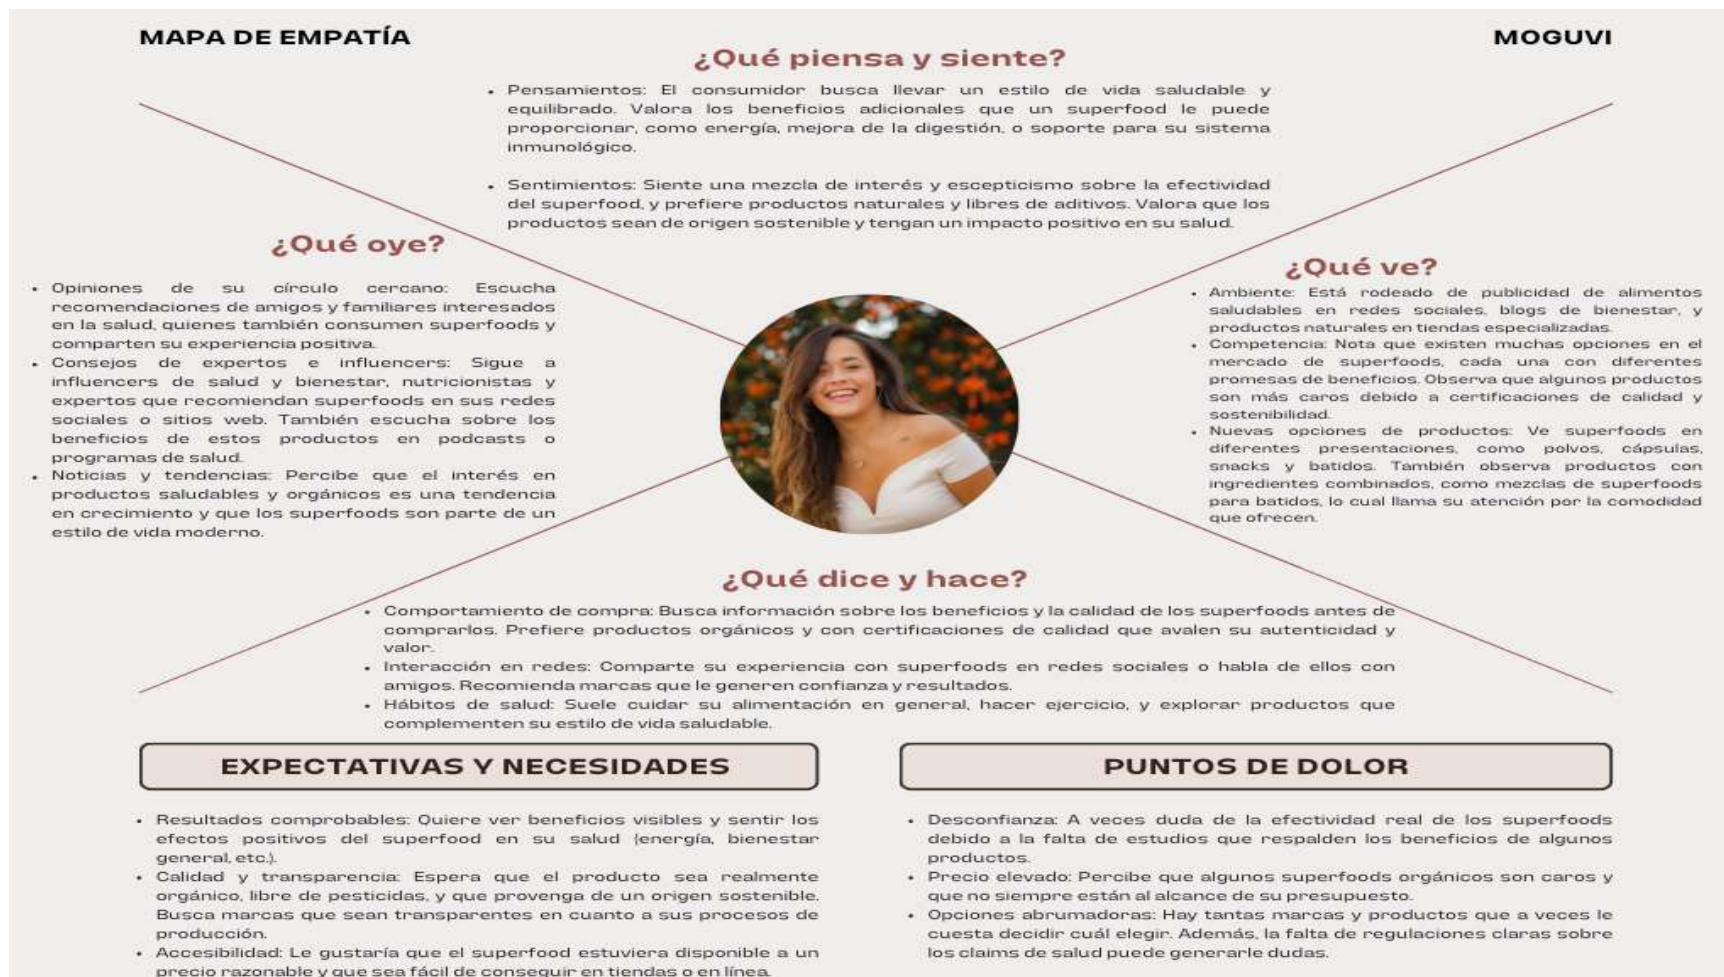 MAPA DE EMPATÍA
MOGUVI
¿Qué piensa y siente?
• Pensamientos: El consumidor busca llevar un estilo de vida saludable y
equilibrado. Valora los beneficios adicionales que un superfood le puede
proporcionar, como energía, mejora de la digestión, o soporte para su sistema
inmunológico.
• Sentimientos: Siente una mezcla de interés y escepticismo sobre la efectividad
del superfood, y prefiere productos naturales y libres de aditivos. Valora que los
productos sean de origen sostenible y tengan un impacto positivo en su salud.
¿Qué oye?
• Opiniones de su círculo cercano: Escucha
recomendaciones de amigos y familiares interesados
en la salud, quienes también consumen superfoods y
comparten su experiencia positiva.
• Consejos de expertos e influencers: Sigue a
influencers de salud y bienestar, nutricionistas y
expertos que recomiendan superfoods en sus redes
sociales o sitios web. También escucha sobre los
beneficios de estos productos en podcasts o
programas de salud.
• Noticias y tendencias: Percibe que el interés en
productos saludables y orgánicos es una tendencia
en crecimiento y que los superfoods son parte de un
estilo de vida moderno.
¿Qué ve?
• Ambiente: Está rodeado de publicidad de alimentos
saludables en redes sociales, blogs de bienestar, y
productos naturales en tiendas especializadas.
• Competencia: Nota que existen muchas opciones en el
mercado de superfoods, cada una con diferentes
promesas de beneficios. Observa que algunos productos
son más caros debido a certificaciones de calidad y
sostenibilidad.
• Nuevas opciones de productos: Ve superfoods en
diferentes presentaciones, como polvos, cápsulas,
snacks y batidos. También observa productos con
ingredientes combinados, como mezclas de superfoods
para batidos, lo cual llama su atención por la comodidad
que ofrecen.
¿Qué dice y hace?
• Comportamiento de compra: Busca información sobre los beneficios y la calidad de los superfoods antes de
comprarlos. Prefiere productos orgánicos y con certificaciones de calidad que avalen su autenticidad y
valor.
• Interacción en redes: Comparte su experiencia con superfoods en redes sociales o habla de ellos con
amigos. Recomienda marcas que le generen confianza y resultados.
• Hábitos de salud: Suele cuidar su alimentación en general, hacer ejercicio, y explorar productos que
complementen su estilo de vida saludable.
EXPECTATIVAS Y NECESIDADES
• Resultados comprobables: Quiere ver beneficios visibles y sentir los
efectos positivos del superfood en su salud (energía, bienestar
general, etc.).
• Calidad y transparencia: Espera que el producto sea realmente
orgánico, libre de pesticidas, y que provenga de un origen sostenible.
Busca marcas que sean transparentes en cuanto a sus procesos de
producción.
• Accesibilidad: Le gustaría que el superfood estuviera disponible a un
precio razonable y que sea fácil de conseguir en tiendas o en línea.
PUNTOS DE DOLOR
• Desconfianza: A veces duda de la efectividad real de los superfoods
debido a la falta de estudios que respalden los beneficios de algunos
productos.
• Precio elevado: Percibe que algunos superfoods orgánicos son caros y
que no siempre están al alcance de su presupuesto.
• Opciones abrumadoras: Hay tantas marcas y productos que a veces le
cuesta decidir cuál elegir. Además, la falta de regulaciones claras sobre
los claims de salud puede generarle dudas.